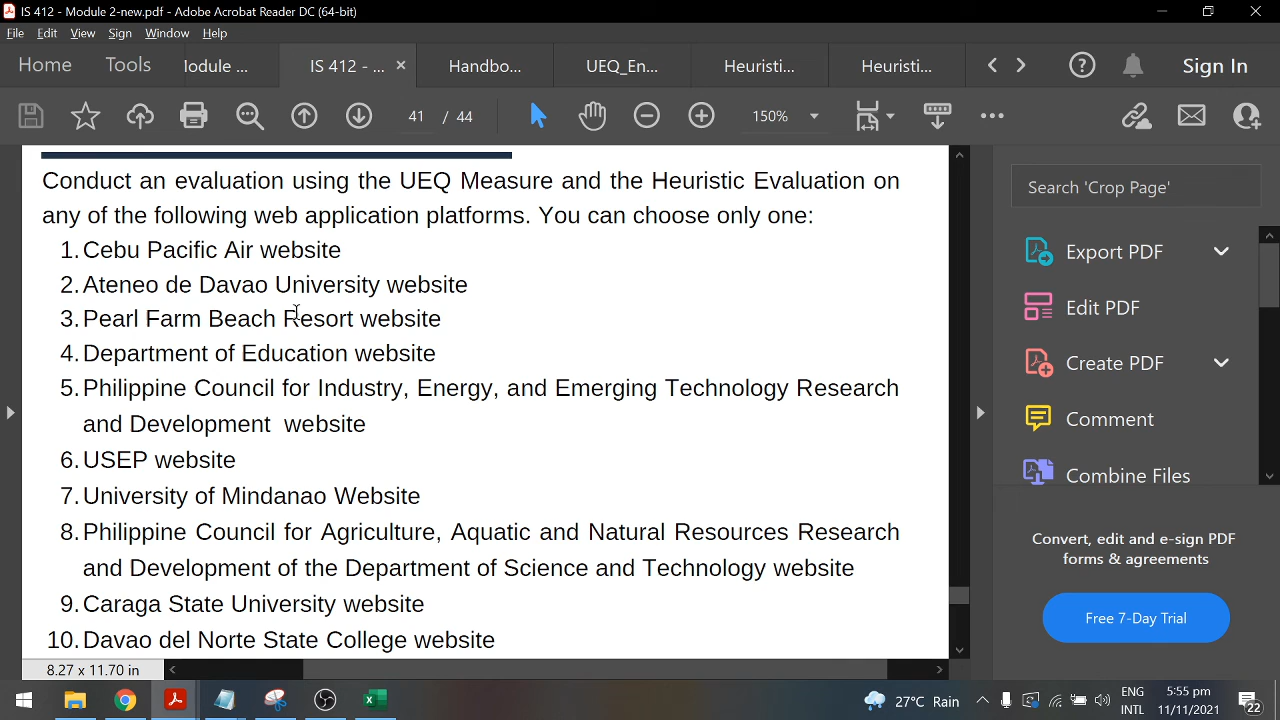 IS 412 - Module 2-new.pdf - Adobe Acrobat Reader DC (64-bit)
File Edit View Sign Window Help
Home Tools lodule ... IS 412 - ... × Handbo... UEQ_En... Heuristi... Heuristi... Sign In
41 / 44 150%
Conduct an evaluation using the UEQ Measure and the Heuristic Evaluation on
any of the following web application platforms. You can choose only one:
1. Cebu Pacific Air website
2. Ateneo de Davao University website
3. Pearl Farm Beach Resort website
4. Department of Education website
5. Philippine Council for Industry, Energy, and Emerging Technology Research
and Development website
6. USEP website
7. University of Mindanao Website
8. Philippine Council for Agriculture, Aquatic and Natural Resources Research
and Development of the Department of Science and Technology website
9. Caraga State University website
10. Davao del Norte State College website
8.27 x 11.70 in
Search 'Crop Page'
Export PDF
Edit PDF
Create PDF
Comment
Combine Files
Convert, edit and e-sign PDF
forms & agreements
Free 7-Day Trial
27°C Rain
ENG
INTL
5:55 pm
11/11/2021
22